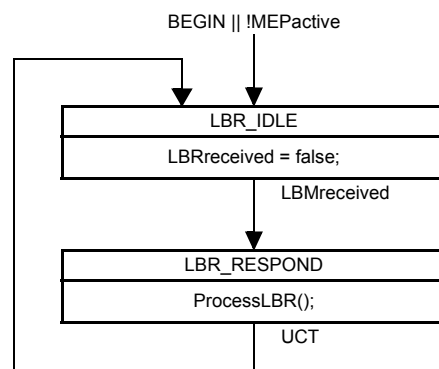 BEGIN || !MEPactive
LBR_IDLE
LBRreceived = false;
LBMreceived
LBR_RESPOND
ProcessLBR();
UCT